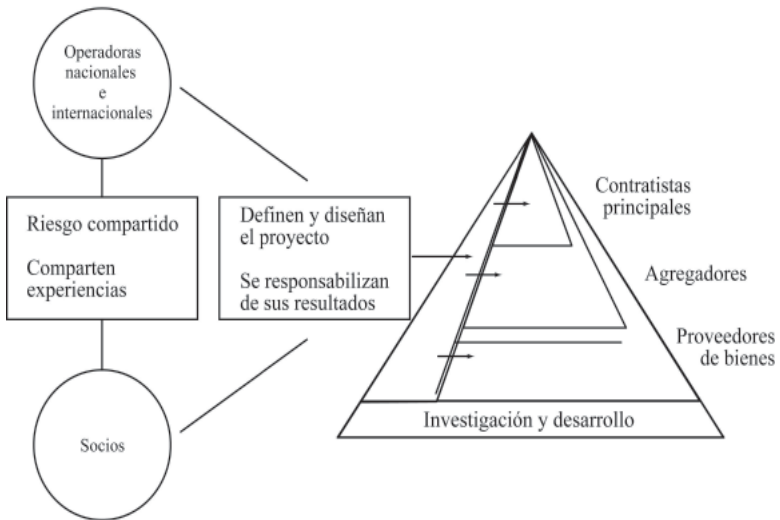 Operadoras
nacionales
e
internacionales
Riesgo compartido
Comparten
experiencias
Socios
Definen y diseñan
el proyecto
Se responsabilizan
de sus resultados
Contratistas
principales
Agregadores
Proveedores
de bienes
Investigación y desarrollo